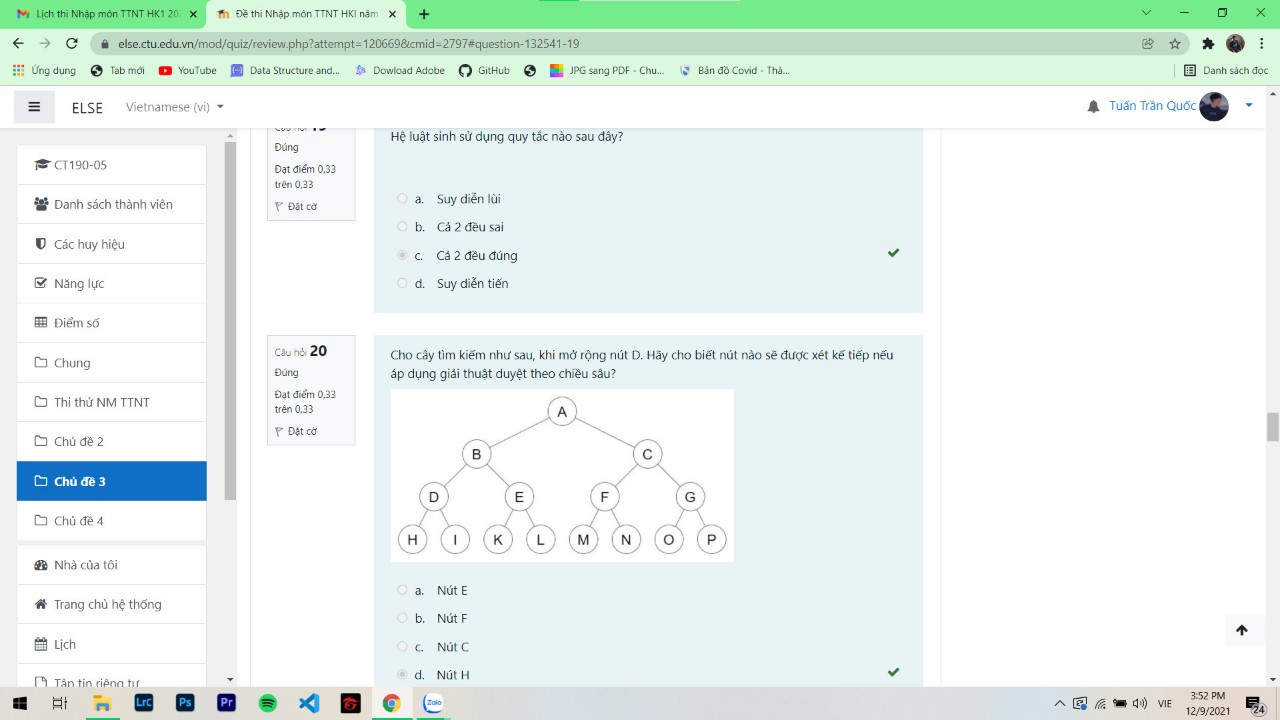 Lịch thi Nhập môn TTNT HK1 202
Đề thi Nhập môn TTNT HKI năm
else.ctu.edu.vn/mod/quiz/review.php?attempt=120669&cmid=2797#question-132541-19
Ứng dụng
Tab mới
YouTube
Data Structure and...
Dowload Adobe
GitHub
JPG sang PDF - Chu...
Bản đồ Covid - Thả...
Danh sách đọc
ELSE
Vietnamese (vi)
Tuấn Trần Quốc
CT190-05
Danh sách thành viên
Các huy hiệu
Năng lực
Điểm số
Chung
Thi thử NM TTNT
Chủ đề 2
Chủ đề 3
Chủ đề 4
Nhà của tôi
Trang chủ hệ thống
Lịch
Tập tin riêng tư
Câu hỏi 19
Đúng
Đạt điểm 0,33
trên 0,33
Đặt cờ
Hệ luật sinh sử dụng quy tắc nào sau đây?
a. Suy diễn lùi
b. Cả 2 đều sai
c. Cả 2 đều đúng
d. Suy diễn tiến
Câu hỏi 20
Đúng
Đạt điểm 0,33
trên 0,33
Đặt cờ
Cho cây tìm kiếm như sau, khi mở rộng nút D. Hãy cho biết nút nào sẽ được xét kế tiếp nếu
áp dụng giải thuật duyệt theo chiều sâu?
A
B C
D E F G
H I K L M N O P
a. Nút E
b. Nút F
c. Nút C
d. Nút H
LrC
Ps
Pr
Zalo
VIE
3:52 PM
12/9/2021
24